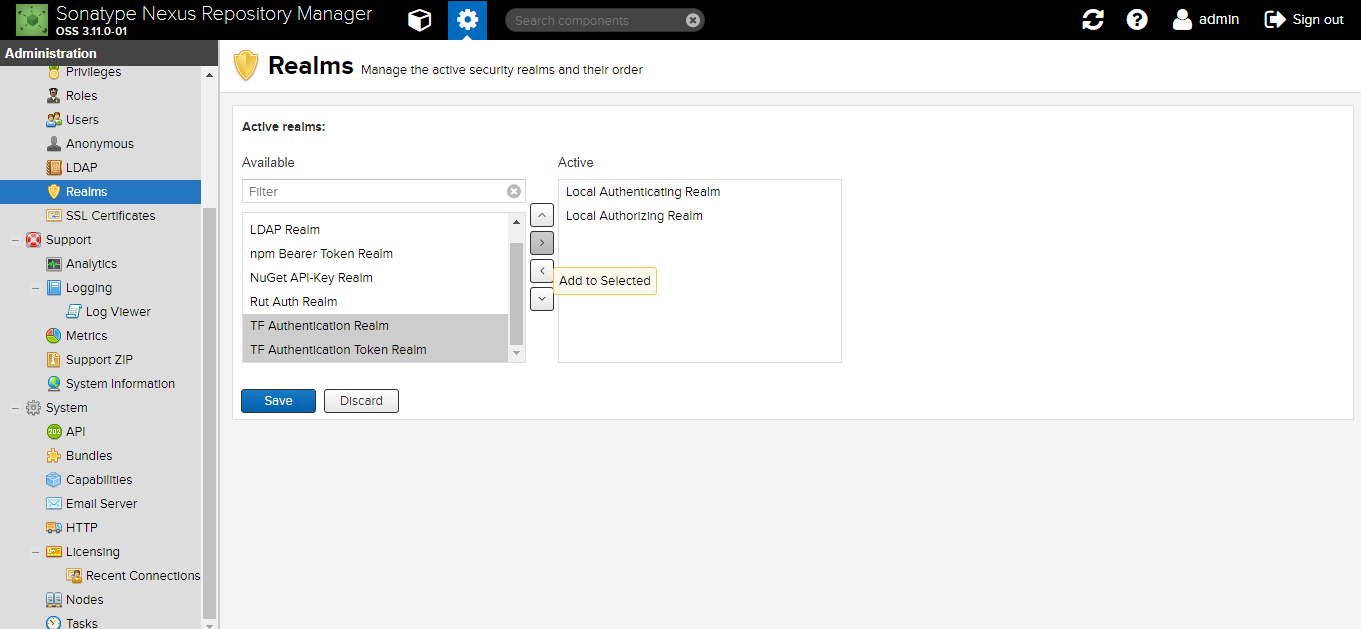 Sonatype Nexus Repository Manager
OSS 3.11.0-01
Search components
admin
Sign out
Administration
Privileges
Roles
Users
Anonymous
LDAP
Realms
SSL Certificates
Support
Analytics
Logging
Log Viewer
Metrics
Support ZIP
System Information
System
API
Bundles
Capabilities
Email Server
HTTP
Licensing
Recent Connections
Nodes
Tasks
Realms Manage the active security realms and their order
Active realms:
Available
Filter
LDAP Realm
npm Bearer Token Realm
NuGet API-Key Realm
Rut Auth Realm
TF Authentication Realm
TF Authentication Token Realm
Active
Local Authenticating Realm
Local Authorizing Realm
Add to Selected
Save
Discard